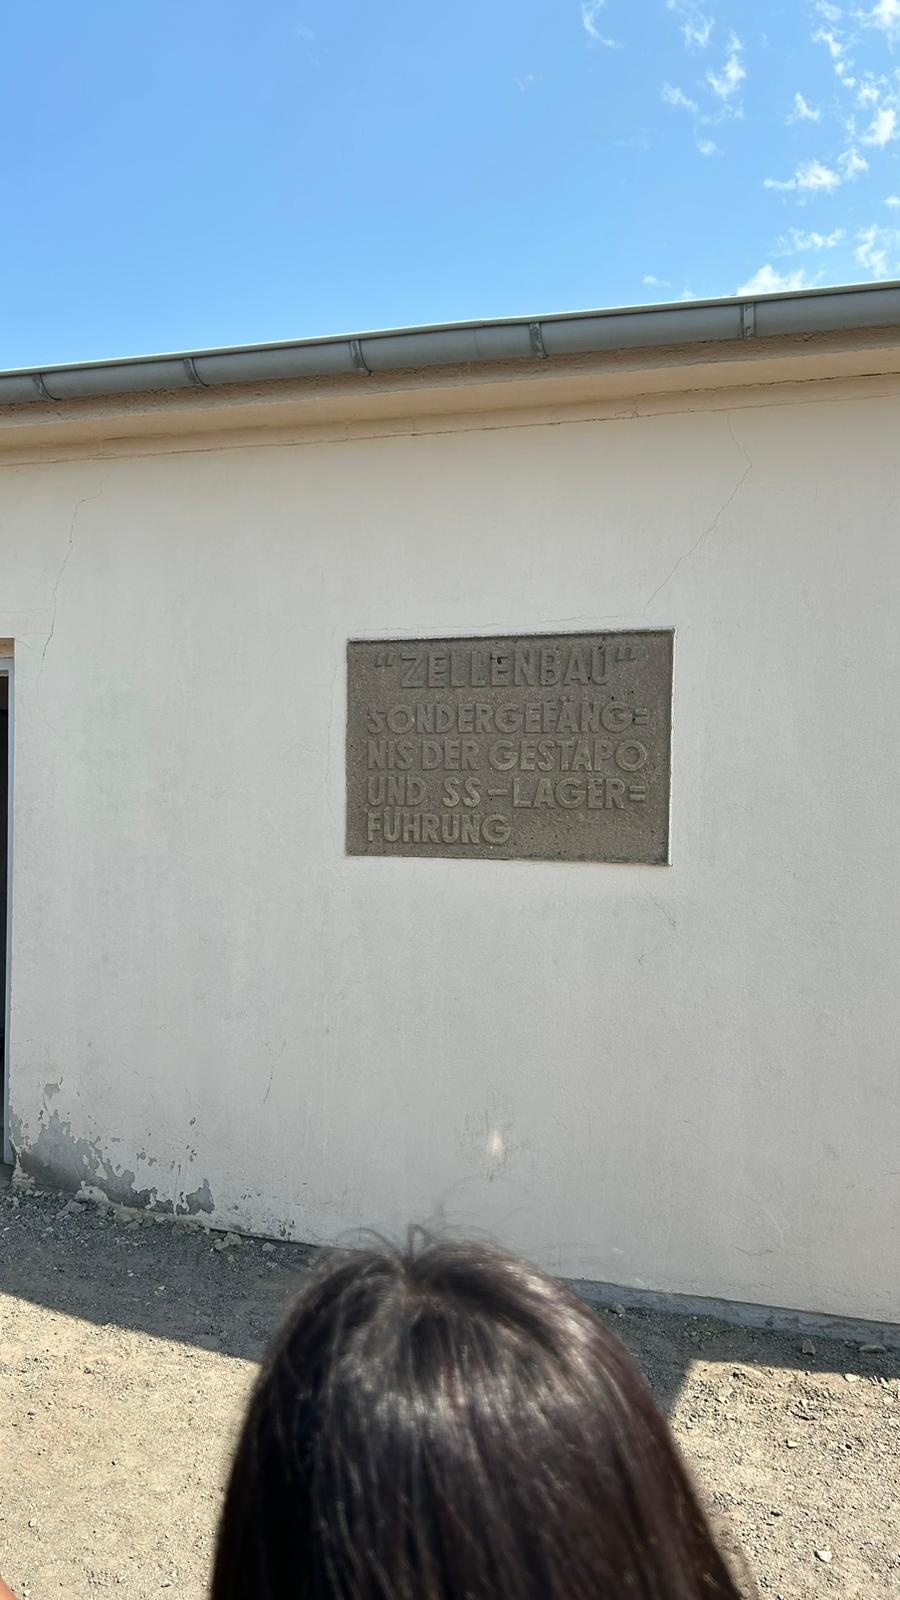 "ZELLENBAU"
SONDERGEFÄNG=
NIS DER GESTAPO
UND SS-LAGER=
FÜHRUNG